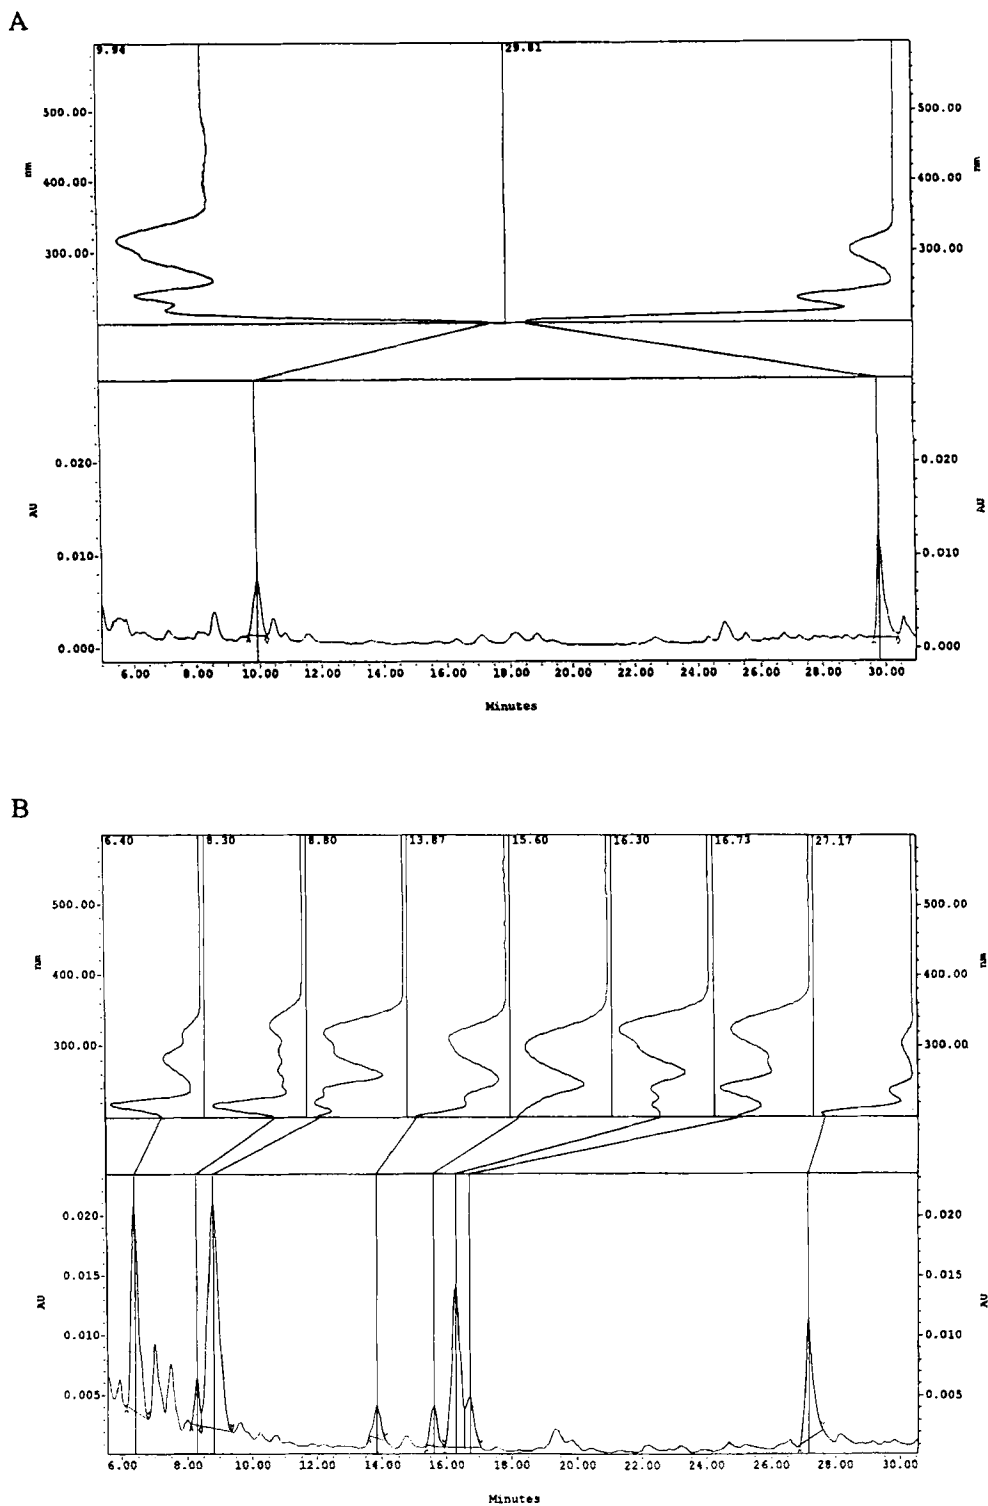 A
9.94 29.81
500.00 500.00
nm nm
400.00 400.00
300.00 300.00
0.020 0.020
AU AU
0.010 0.010
0.000 0.000
6.00 8.00 10.00 12.00 14.00 16.00 18.00 20.00 22.00 24.00 26.00 28.00 30.00
Minutes
B
6.40 8.30 8.80 13.87 15.60 16.30 16.73 27.17
500.00 500.00
nm nm
400.00 400.00
300.00 300.00
0.020 0.020
0.015 0.015
AU AU
0.010 0.010
0.005 0.005
6.00 8.00 10.00 12.00 14.00 16.00 18.00 20.00 22.00 24.00 26.00 28.00 30.00
Minutes